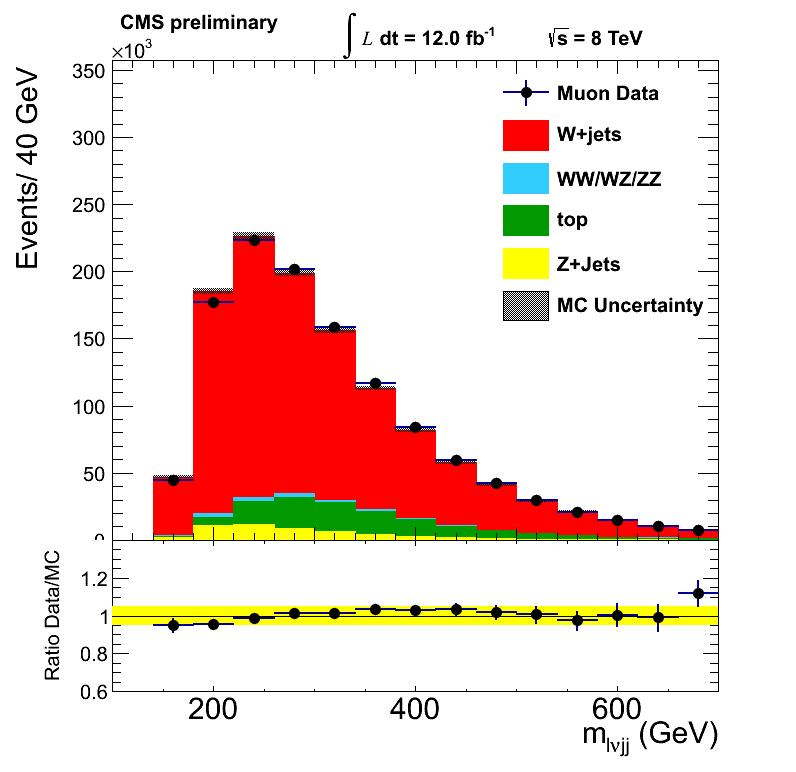 CMS preliminary
∫ L dt = 12.0 fb⁻¹
√s = 8 TeV
×10³
Events/ 40 GeV
350
300
250
200
150
100
50
0
Muon Data
W+jets
WW/WZ/ZZ
top
Z+Jets
MC Uncertainty
Ratio Data/MC
1.2
1
0.8
0.6
200 400 600
m_lνjj (GeV)